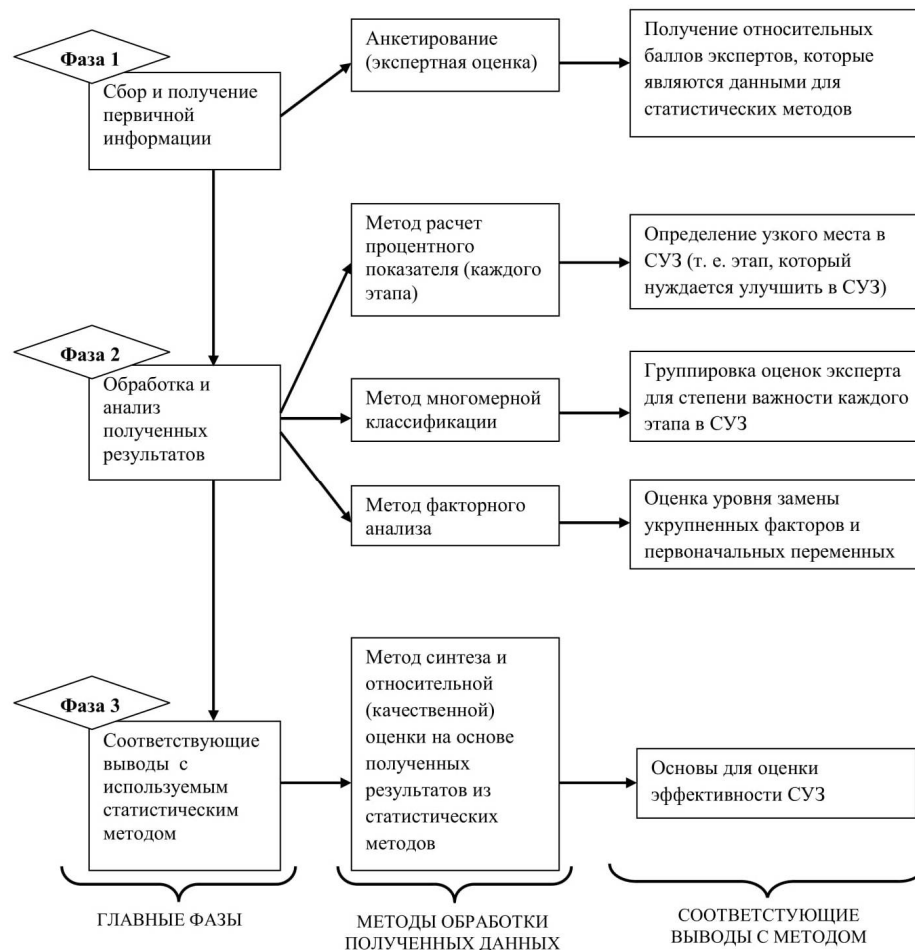 Фаза 1
Сбор и получение
первичной
информации
Анкетирование
(экспертная оценка)
Получение относительных
баллов экспертов, которые
являются данными для
статистических методов
Фаза 2
Обработка и
анализ
полученных
результатов
Метод расчет
процентного
показателя (каждого
этапа)
Определение узкого места в
СУЗ (т. е. этап, который
нуждается улучшить в СУЗ)
Метод многомерной
классификации
Группировка оценок эксперта
для степени важности каждого
этапа в СУЗ
Метод факторного
анализа
Оценка уровня замены
укрупненных факторов и
первоначальных переменных
Фаза 3
Соответствующие
выводы с
используемым
статистическим
методом
Метод синтеза и
относительной
(качественной)
оценки на основе
полученных
результатов из
статистических
методов
Основы для оценки
эффективности СУЗ
ГЛАВНЫЕ ФАЗЫ
МЕТОДЫ ОБРАБОТКИ
ПОЛУЧЕННЫХ ДАННЫХ
СООТВЕТСТУЮЩИЕ
ВЫВОДЫ С МЕТОДОМ